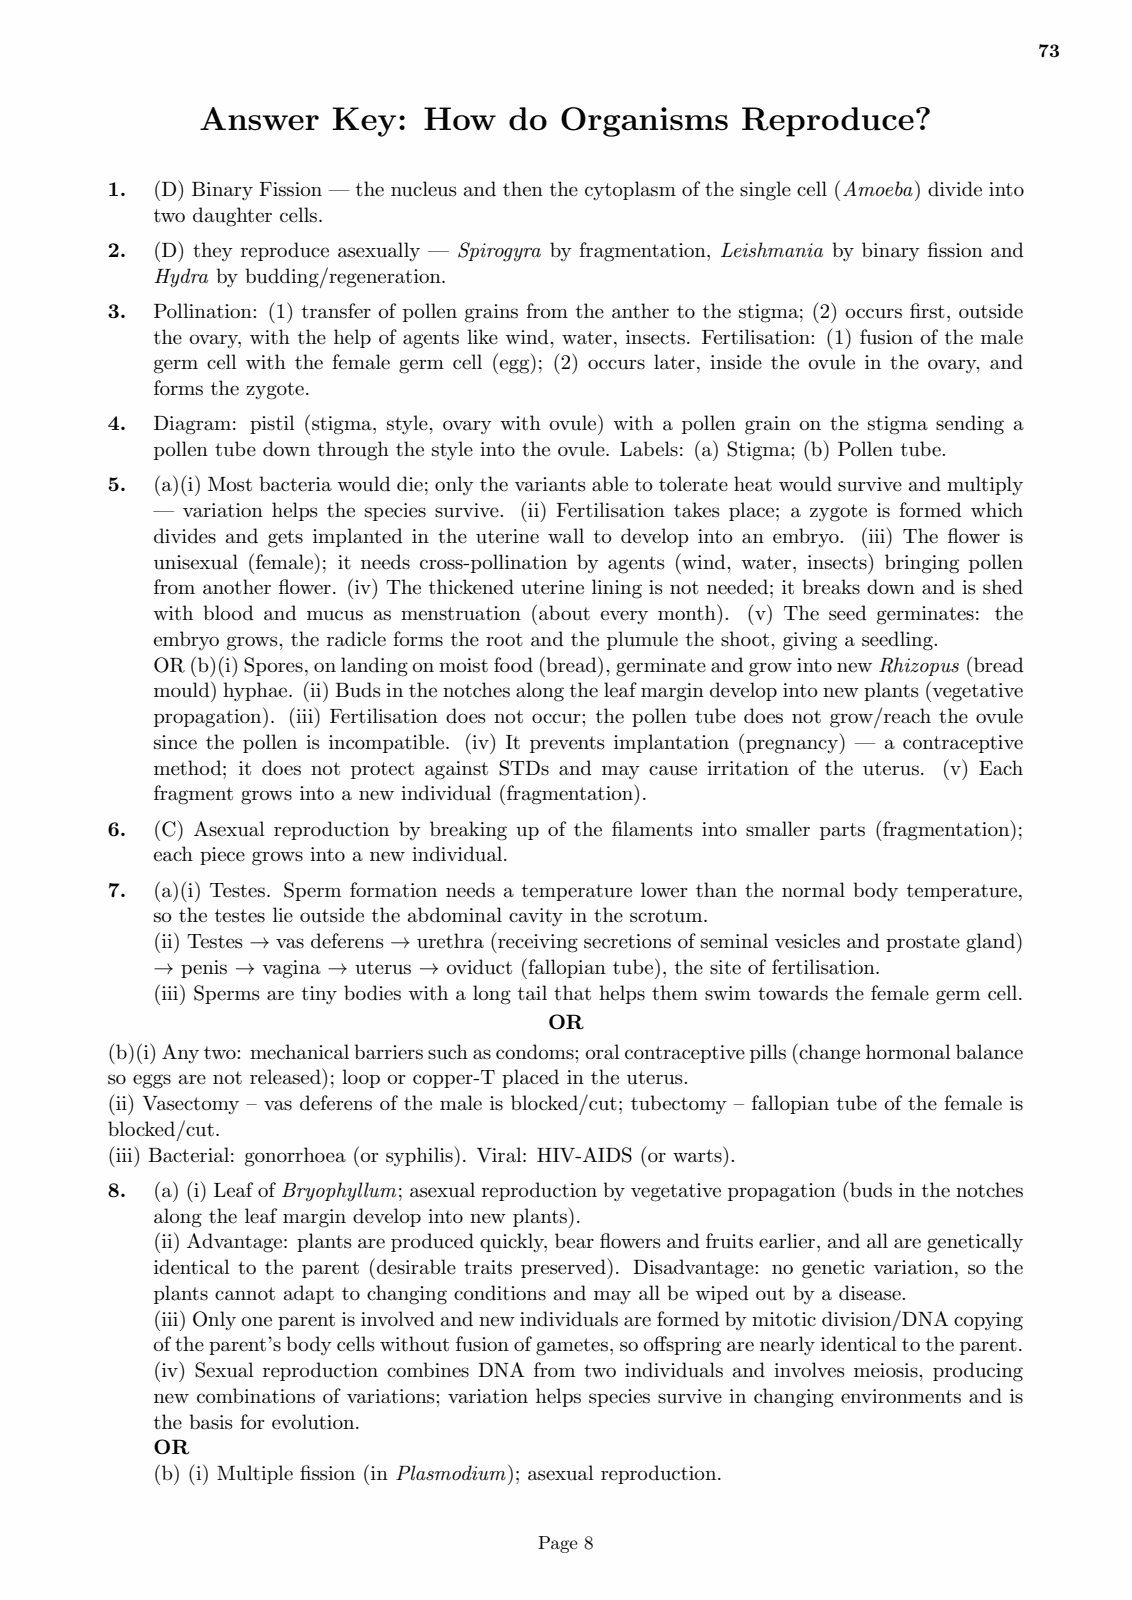 73
Answer Key: How do Organisms Reproduce?
1. (D) Binary Fission — the nucleus and then the cytoplasm of the single cell (Amoeba) divide into
two daughter cells.
2. (D) they reproduce asexually — Spirogyra by fragmentation, Leishmania by binary fission and
Hydra by budding/regeneration.
3. Pollination: (1) transfer of pollen grains from the anther to the stigma; (2) occurs first, outside
the ovary, with the help of agents like wind, water, insects. Fertilisation: (1) fusion of the male
germ cell with the female germ cell (egg); (2) occurs later, inside the ovule in the ovary, and
forms the zygote.
4. Diagram: pistil (stigma, style, ovary with ovule) with a pollen grain on the stigma sending a
pollen tube down through the style into the ovule. Labels: (a) Stigma; (b) Pollen tube.
5. (a)(i) Most bacteria would die; only the variants able to tolerate heat would survive and multiply
— variation helps the species survive. (ii) Fertilisation takes place; a zygote is formed which
divides and gets implanted in the uterine wall to develop into an embryo. (iii) The flower is
unisexual (female); it needs cross-pollination by agents (wind, water, insects) bringing pollen
from another flower. (iv) The thickened uterine lining is not needed; it breaks down and is shed
with blood and mucus as menstruation (about every month). (v) The seed germinates: the
embryo grows, the radicle forms the root and the plumule the shoot, giving a seedling.
OR (b)(i) Spores, on landing on moist food (bread), germinate and grow into new Rhizopus (bread
mould) hyphae. (ii) Buds in the notches along the leaf margin develop into new plants (vegetative
propagation). (iii) Fertilisation does not occur; the pollen tube does not grow/reach the ovule
since the pollen is incompatible. (iv) It prevents implantation (pregnancy) — a contraceptive
method; it does not protect against STDs and may cause irritation of the uterus. (v) Each
fragment grows into a new individual (fragmentation).
6. (C) Asexual reproduction by breaking up of the filaments into smaller parts (fragmentation);
each piece grows into a new individual.
7. (a)(i) Testes. Sperm formation needs a temperature lower than the normal body temperature,
so the testes lie outside the abdominal cavity in the scrotum.
(ii) Testes → vas deferens → urethra (receiving secretions of seminal vesicles and prostate gland)
→ penis → vagina → uterus → oviduct (fallopian tube), the site of fertilisation.
(iii) Sperms are tiny bodies with a long tail that helps them swim towards the female germ cell.
OR
(b)(i) Any two: mechanical barriers such as condoms; oral contraceptive pills (change hormonal balance
so eggs are not released); loop or copper-T placed in the uterus.
(ii) Vasectomy – vas deferens of the male is blocked/cut; tubectomy – fallopian tube of the female is
blocked/cut.
(iii) Bacterial: gonorrhoea (or syphilis). Viral: HIV-AIDS (or warts).
8. (a) (i) Leaf of Bryophyllum; asexual reproduction by vegetative propagation (buds in the notches
along the leaf margin develop into new plants).
(ii) Advantage: plants are produced quickly, bear flowers and fruits earlier, and all are genetically
identical to the parent (desirable traits preserved). Disadvantage: no genetic variation, so the
plants cannot adapt to changing conditions and may all be wiped out by a disease.
(iii) Only one parent is involved and new individuals are formed by mitotic division/DNA copying
of the parent's body cells without fusion of gametes, so offspring are nearly identical to the parent.
(iv) Sexual reproduction combines DNA from two individuals and involves meiosis, producing
new combinations of variations; variation helps species survive in changing environments and is
the basis for evolution.
OR
(b) (i) Multiple fission (in Plasmodium); asexual reproduction.
Page 8